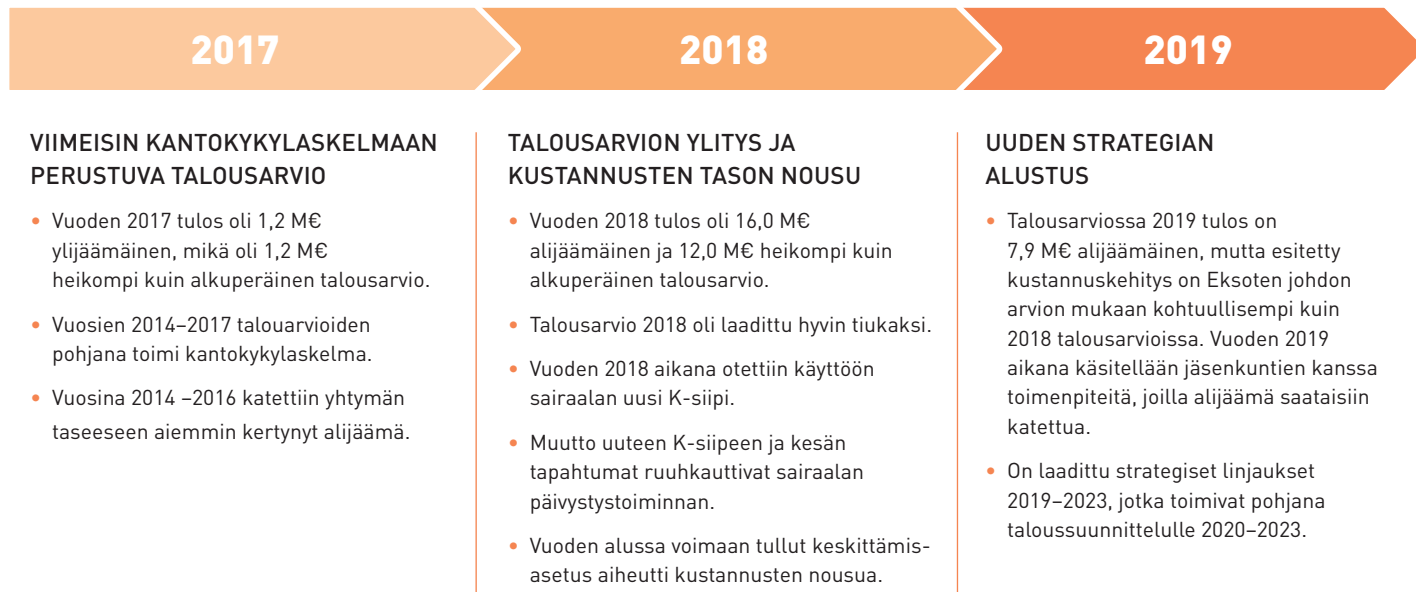 2017
2018
2019
VIIMEISIN KANTOKYKYLASKELMAAN
PERUSTUVA TALOUSARVIO
• Vuoden 2017 tulos oli 1,2 M€
ylijäämäinen, mikä oli 1,2 M€
heikompi kuin alkuperäinen talousarvio.
• Vuosien 2014–2017 talouarvioiden
pohjana toimi kantokykylaskelma.
• Vuosina 2014 –2016 katettiin yhtymän
taseeseen aiemmin kertynyt alijäämä.
TALOUSARVION YLITYS JA
KUSTANNUSTEN TASON NOUSU
• Vuoden 2018 tulos oli 16,0 M€
alijäämäinen ja 12,0 M€ heikompi kuin
alkuperäinen talousarvio.
• Talousarvio 2018 oli laadittu hyvin tiukaksi.
• Vuoden 2018 aikana otettiin käyttöön
sairaalan uusi K-siipi.
• Muutto uuteen K-siipeen ja kesän
tapahtumat ruuhkauttivat sairaalan
päivystystoiminnan.
• Vuoden alussa voimaan tullut keskittämis-
asetus aiheutti kustannusten nousua.
UUDEN STRATEGIAN
ALUSTUS
• Talousarviossa 2019 tulos on
7,9 M€ alijäämäinen, mutta esitetty
kustannuskehitys on Eksoten johdon
arvion mukaan kohtuullisempi kuin
2018 talousarvioissa. Vuoden 2019
aikana käsitellään jäsenkuntien kanssa
toimenpiteitä, joilla alijäämä saataisiin
katettua.
• On laadittu strategiset linjaukset
2019–2023, jotka toimivat pohjana
taloussuunnittelulle 2020–2023.